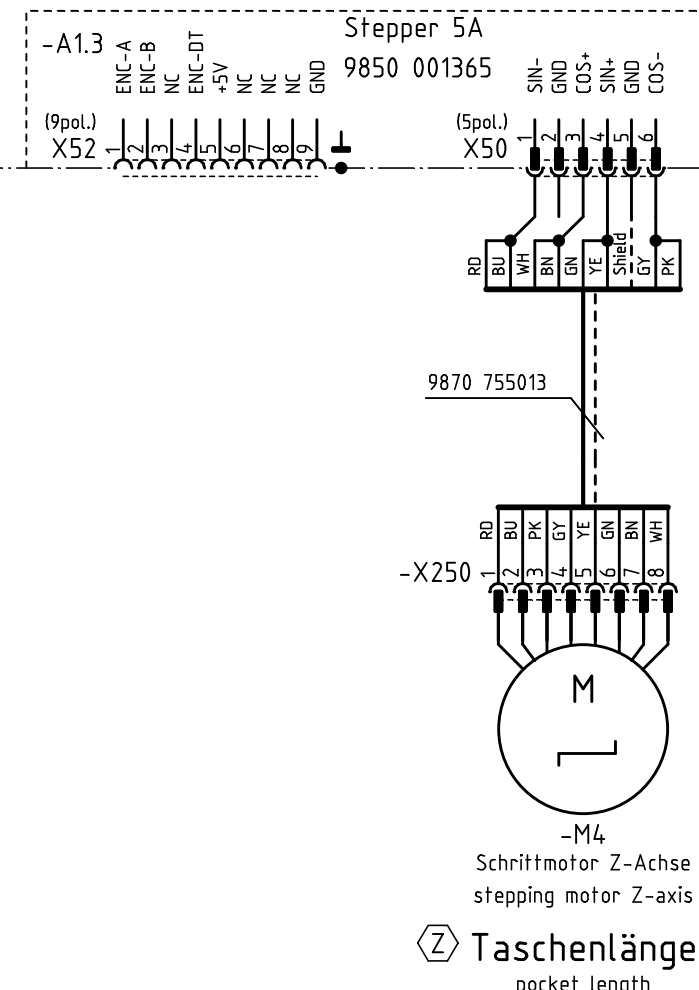 Stepper 5A
-A1.3
9850 001365
ENC-A
ENC-B
NC
ENC-DT
+5V
NC
NC
NC
GND
SIN-
GND
COS+
SIN+
GND
COS-
(9pol.)
X52
1 2 3 4 5 6 7 8 9
(5pol.)
X50
1 2 3 4 5 6
RD BU WH BN GN YE Shield GY PK
9870 755013
RD BU PK GY YE GN BN WH
-X250
1 2 3 4 5 6 7 8
M
-M4
Schrittmotor Z-Achse
stepping motor Z-axis
Z Taschenlänge
pocket length